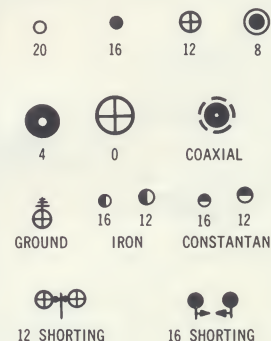 20 16 12 8
4 0 COAXIAL
16 12 16 12
GROUND IRON CONSTANTAN
12 SHORTING 16 SHORTING